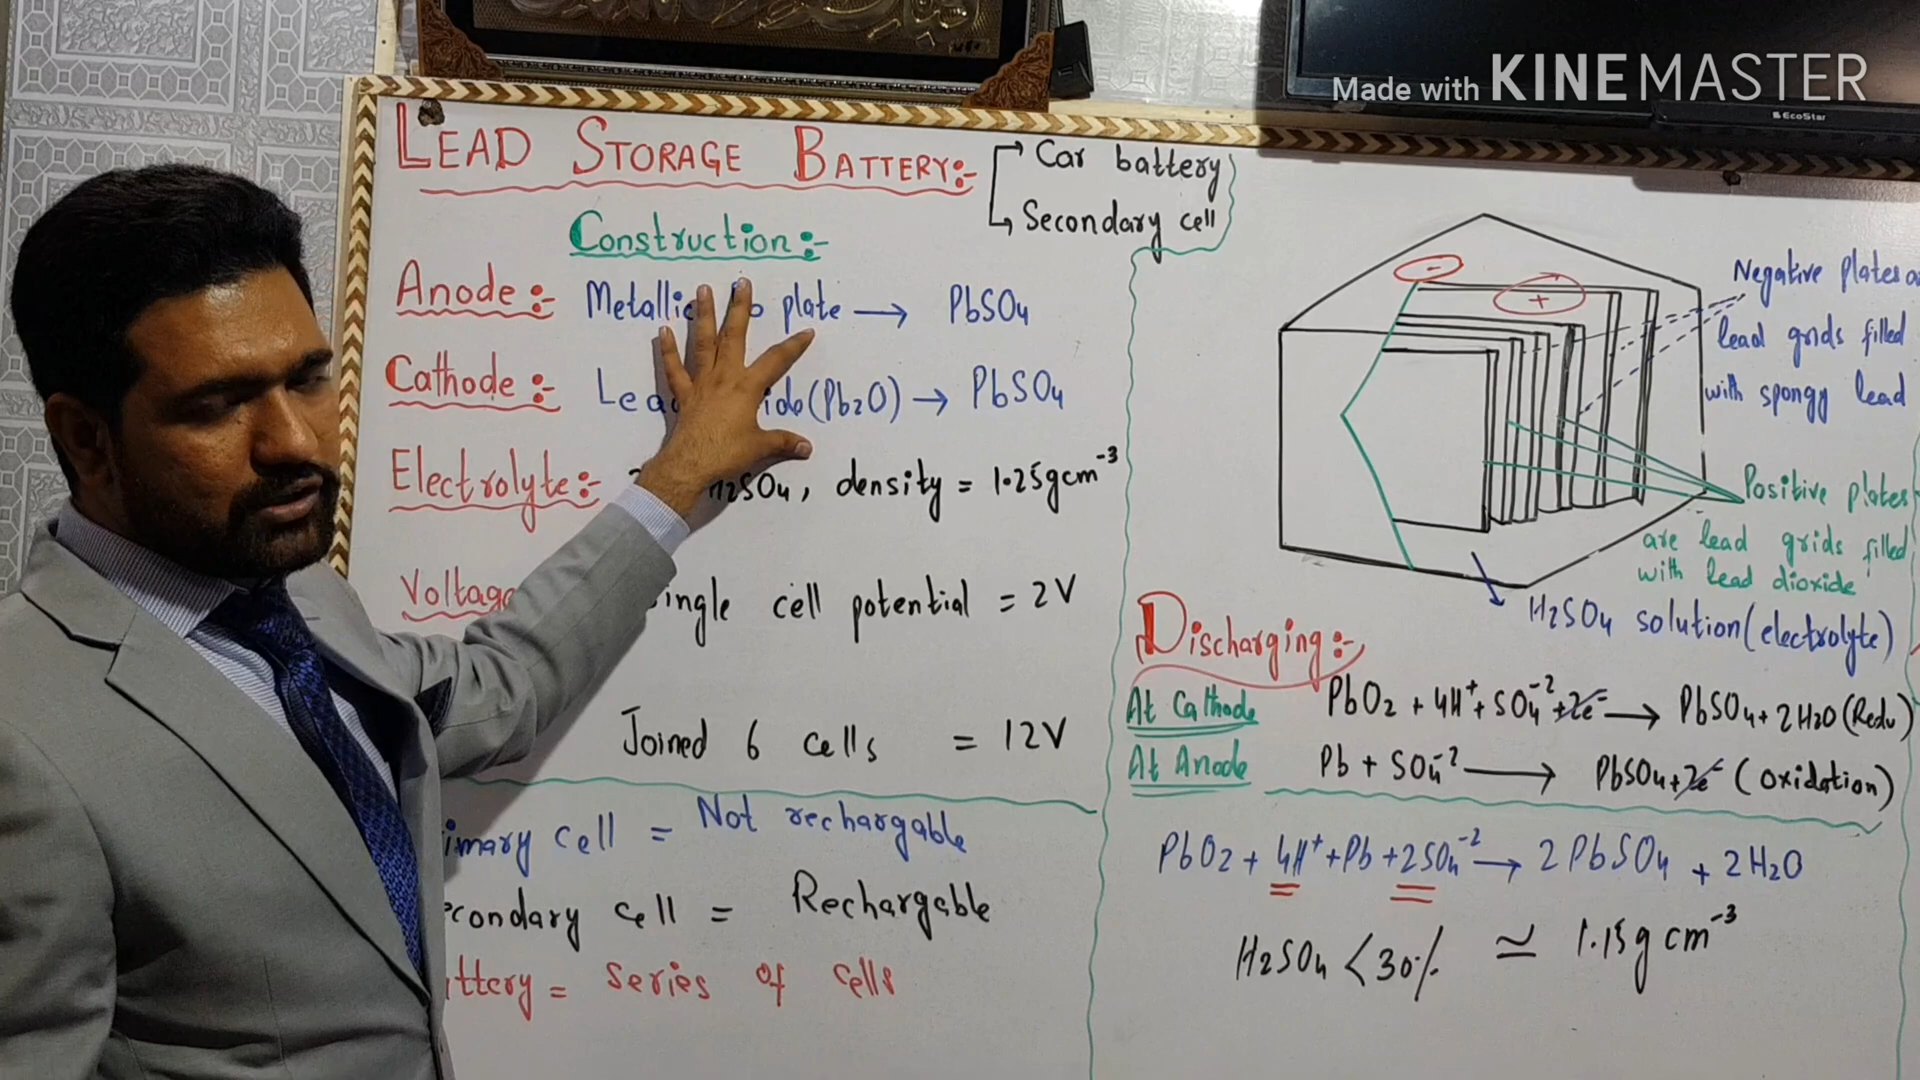 Made with KINEMASTER
EcoStar
LEAD STORAGE BATTERY:-
Car battery
Secondary cell
Construction:-
Anode:- Metallic plate → PbSO4
Cathode:- (Pb2O) → PbSO4
Electrolyte:- H2SO4, density = 1.25gcm⁻³
single cell potential = 2V
Joined 6 cells = 12V
cell = Not rechargable
cell = Rechargable
= series of cells
-
+
Negative plates
lead grids filled
with spongy lead
Positive plates
are lead grids filled
with lead dioxide
H2SO4 solution (electrolyte)
Discharging:-
At Cathode PbO2 + 4H⁺ + SO4⁻² + 2e⁻ → PbSO4 + 2H2O (Redu)
At Anode Pb + SO4⁻² → PbSO4 + 2e⁻ (oxidation)
PbO2 + 4H⁺ + Pb + 2SO4⁻² → 2PbSO4 + 2H2O
H2SO4 < 30% ≃ 1.15g cm⁻³